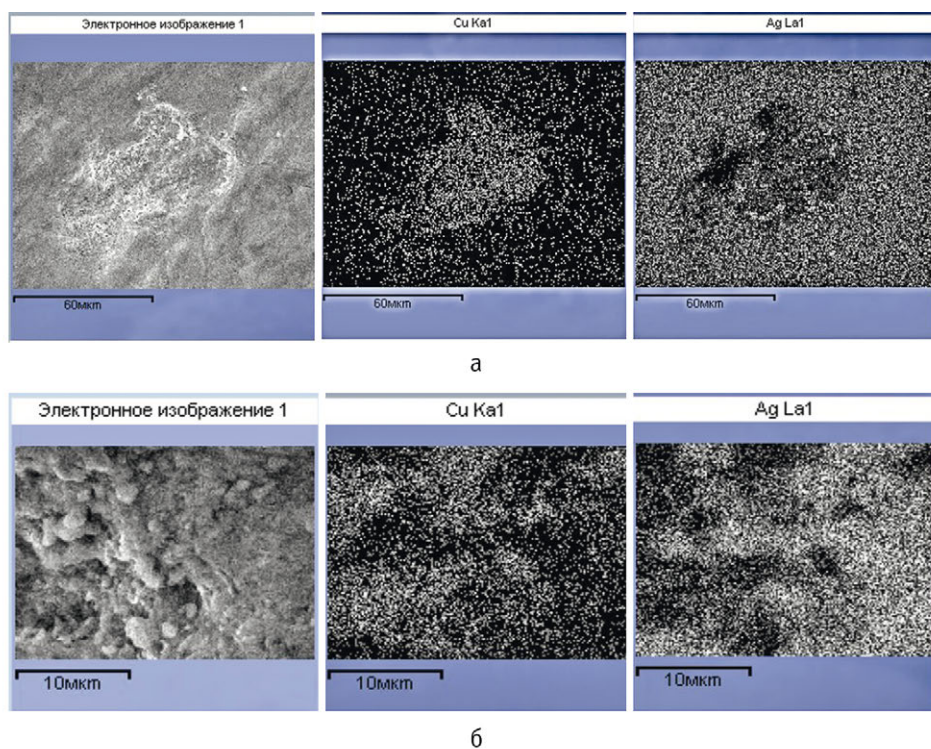 Электронное изображение 1
Cu Ka1
Ag La1
60мкm
60мкm
60мкm
а
Электронное изображение 1
Cu Ka1
Ag La1
10мкm
10мкm
10мкm
б